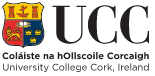 UCC
Coláiste na hOllscoile Corcaigh
University College Cork, Ireland